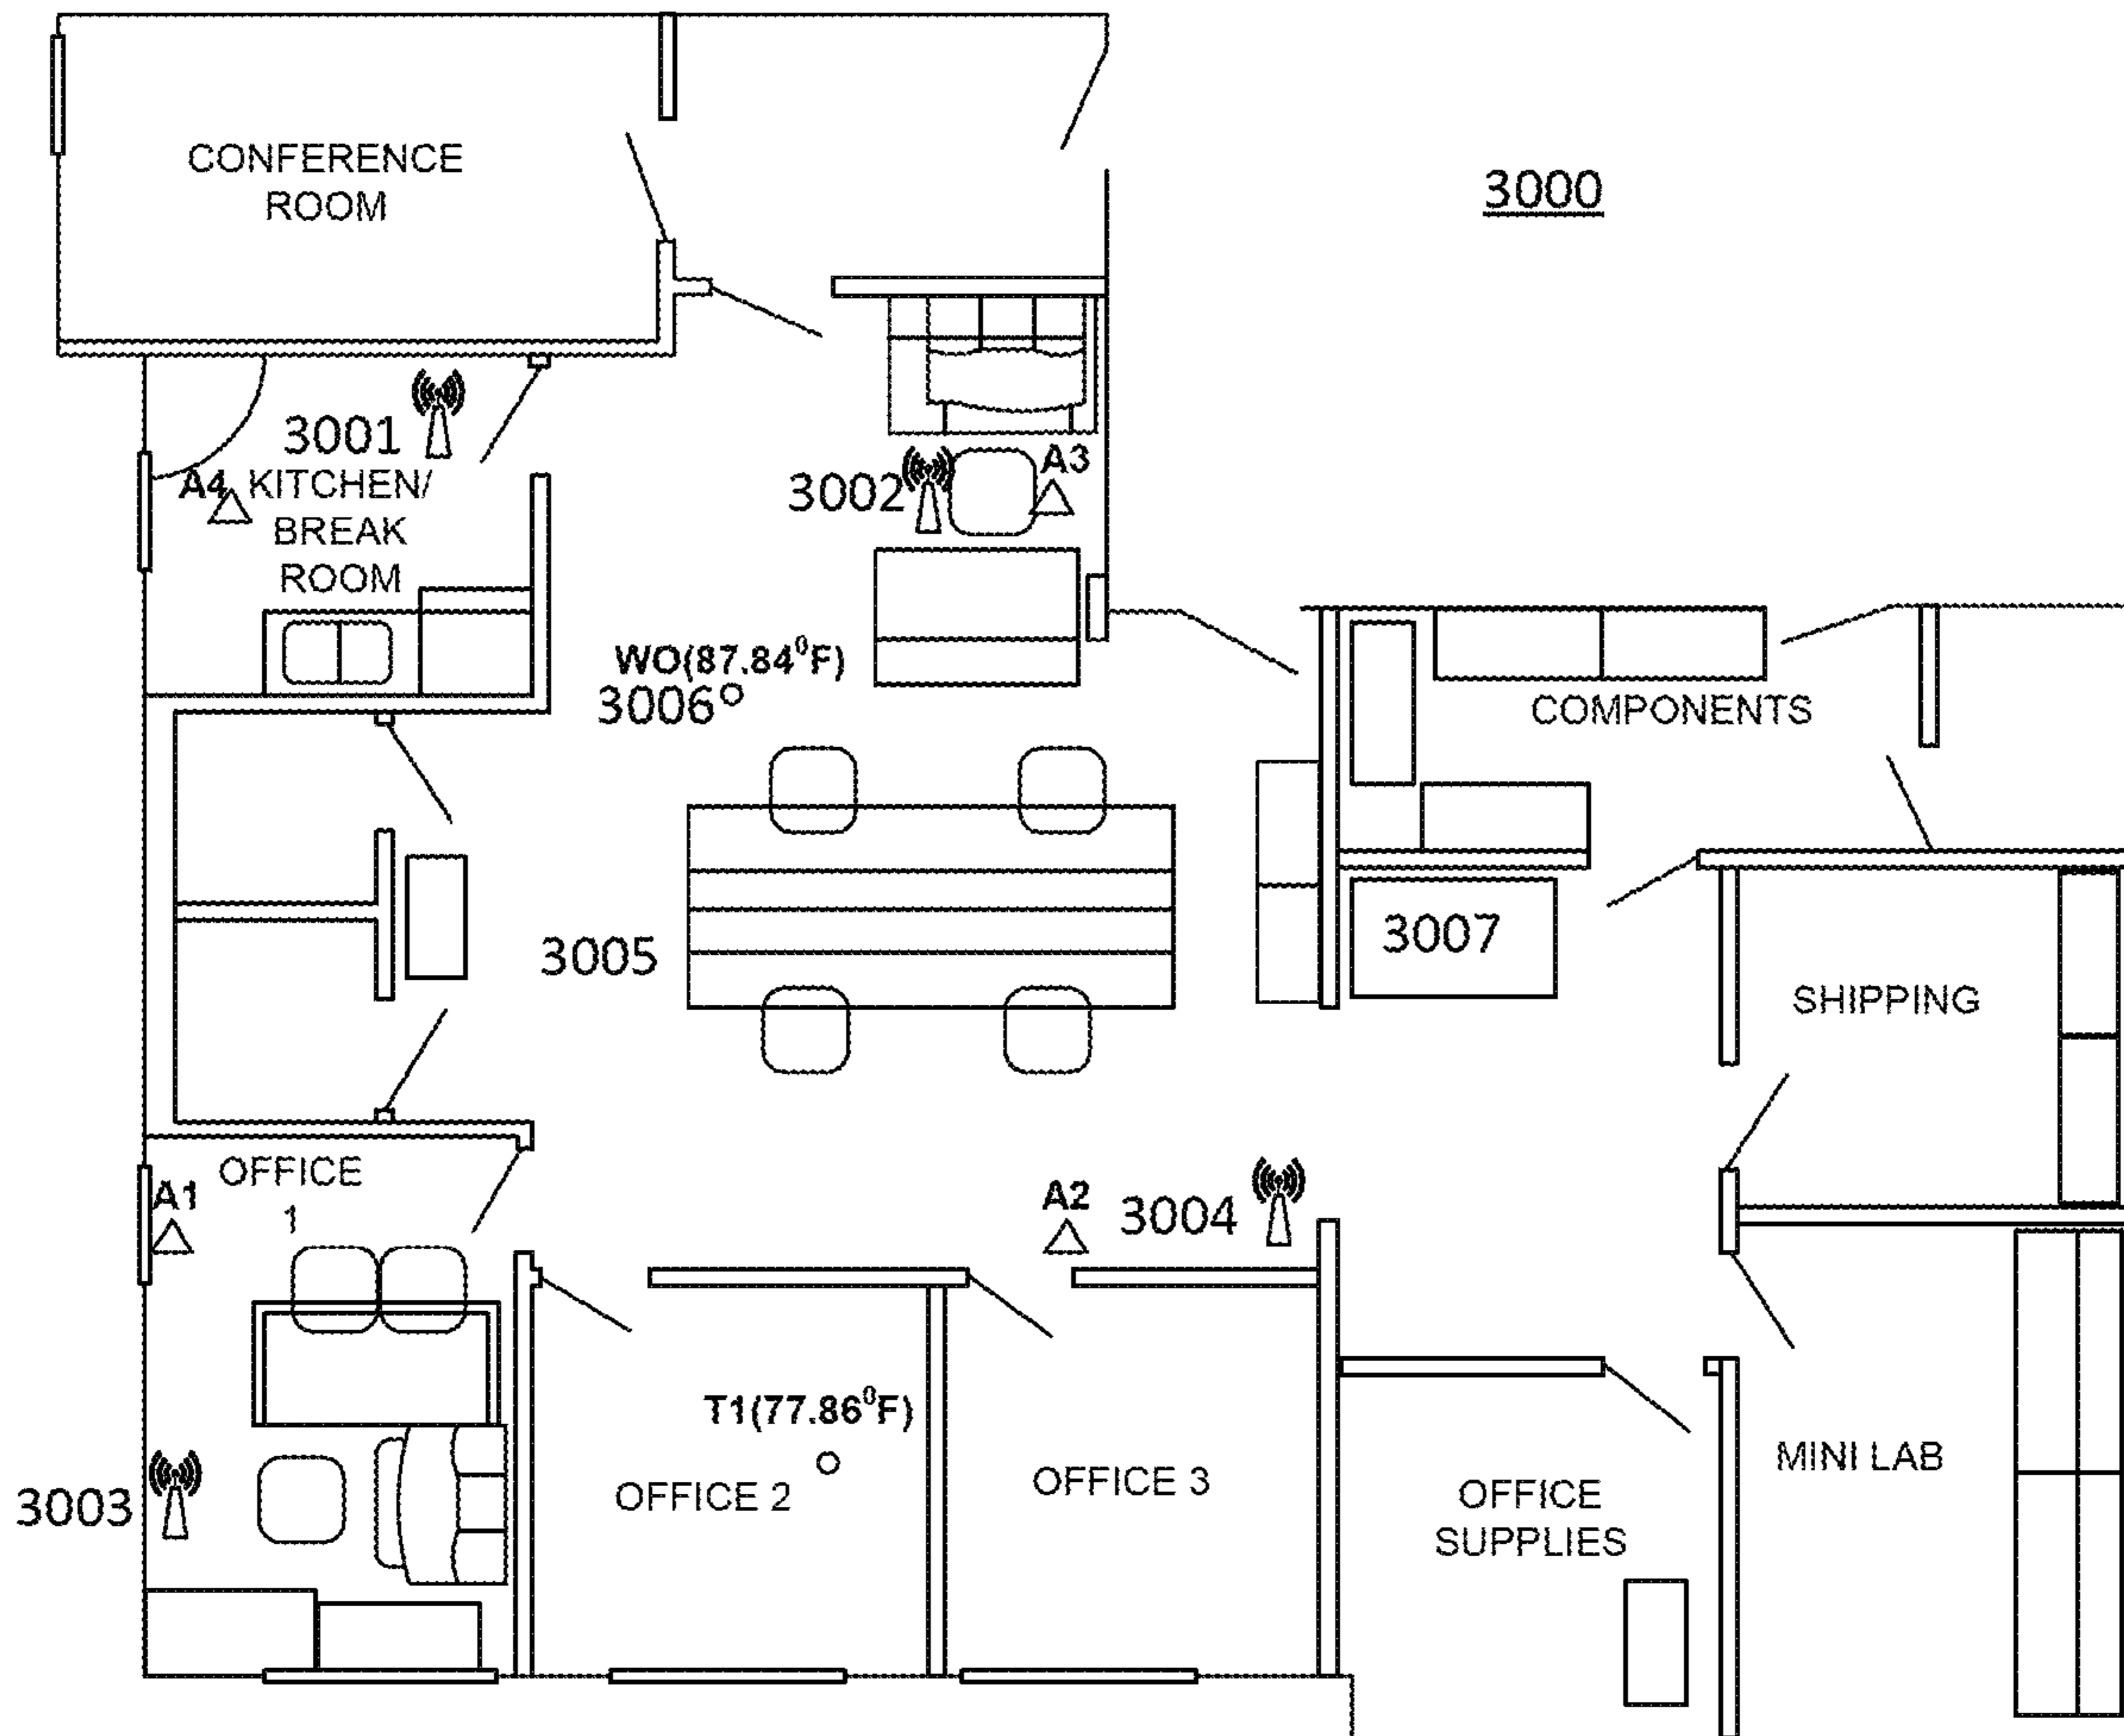 CONFERENCE
ROOM
3000
3001
A4 KITCHEN/
BREAK
ROOM
3002
A3
WO(87.84⁰F)
3006
COMPONENTS
3005
3007
SHIPPING
OFFICE
1
A1
A2
3004
T1(77.86⁰F)
3003
OFFICE 2
OFFICE 3
OFFICE
SUPPLIES
MINI LAB